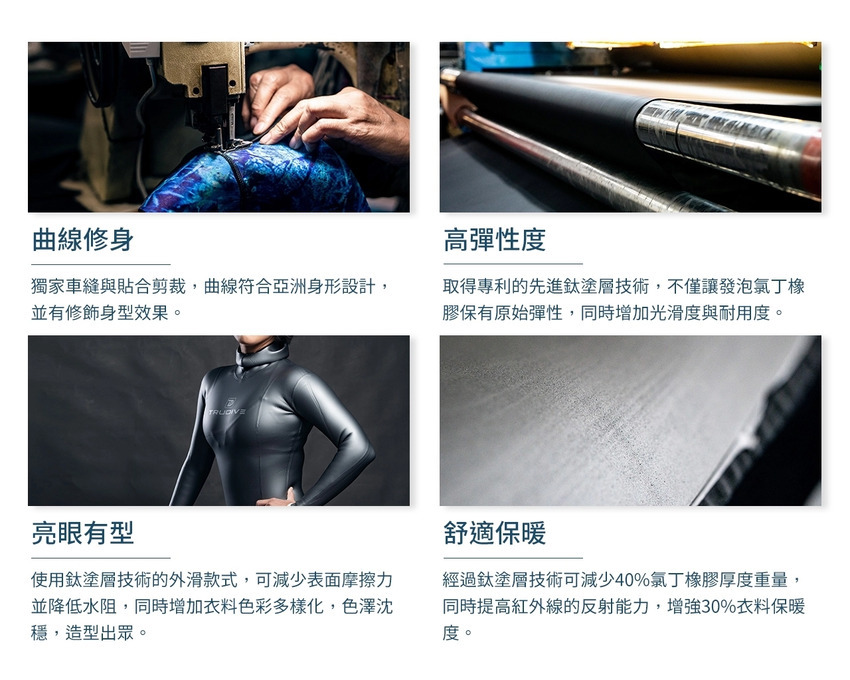 曲線修身
獨家車縫與貼合剪裁，曲線符合亞洲身形設計，
並有修飾身型效果。
高彈性度
取得專利的先進鈦塗層技術，不僅讓發泡氯丁橡
膠保有原始彈性，同時增加光滑度與耐用度。
TRUDIVE
亮眼有型
使用鈦塗層技術的外滑款式，可減少表面摩擦力
並降低水阻，同時增加衣料色彩多樣化，色澤沈
穩，造型出眾。
舒適保暖
經過鈦塗層技術可減少40%氯丁橡膠厚度重量，
同時提高紅外線的反射能力，增強30%衣料保暖
度。